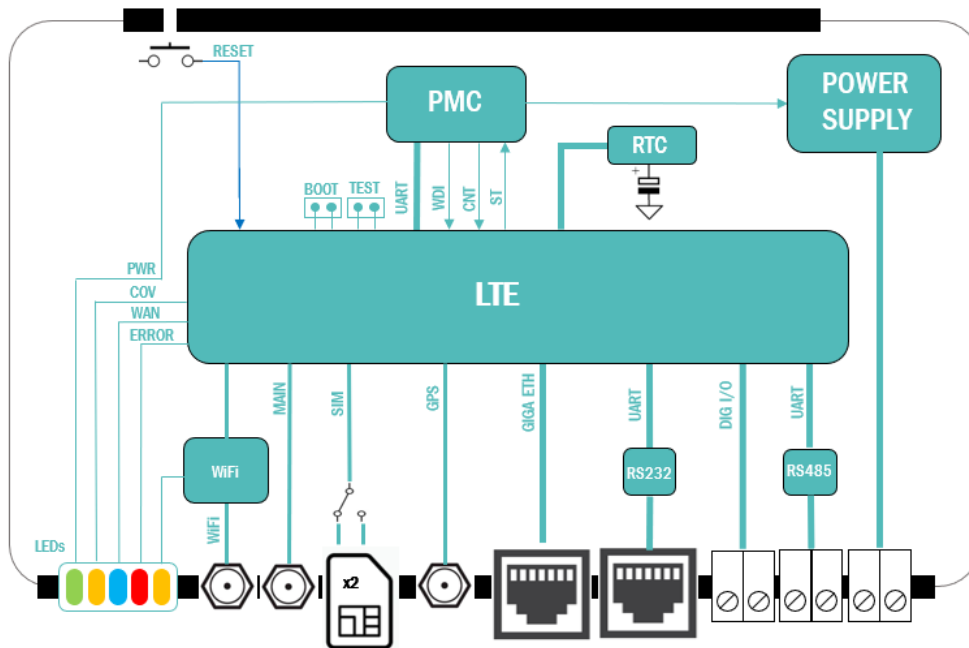 RESET
PMC
POWER
SUPPLY
RTC
+
BOOT
TEST
UART
WDI
CNT
ST
PWR
COV
WAN
ERROR
LTE
MAIN
SIM
GPS
GIGA ETH
UART
DIG I/O
UART
WiFi
RS232
RS485
WiFi
LEDs
x2